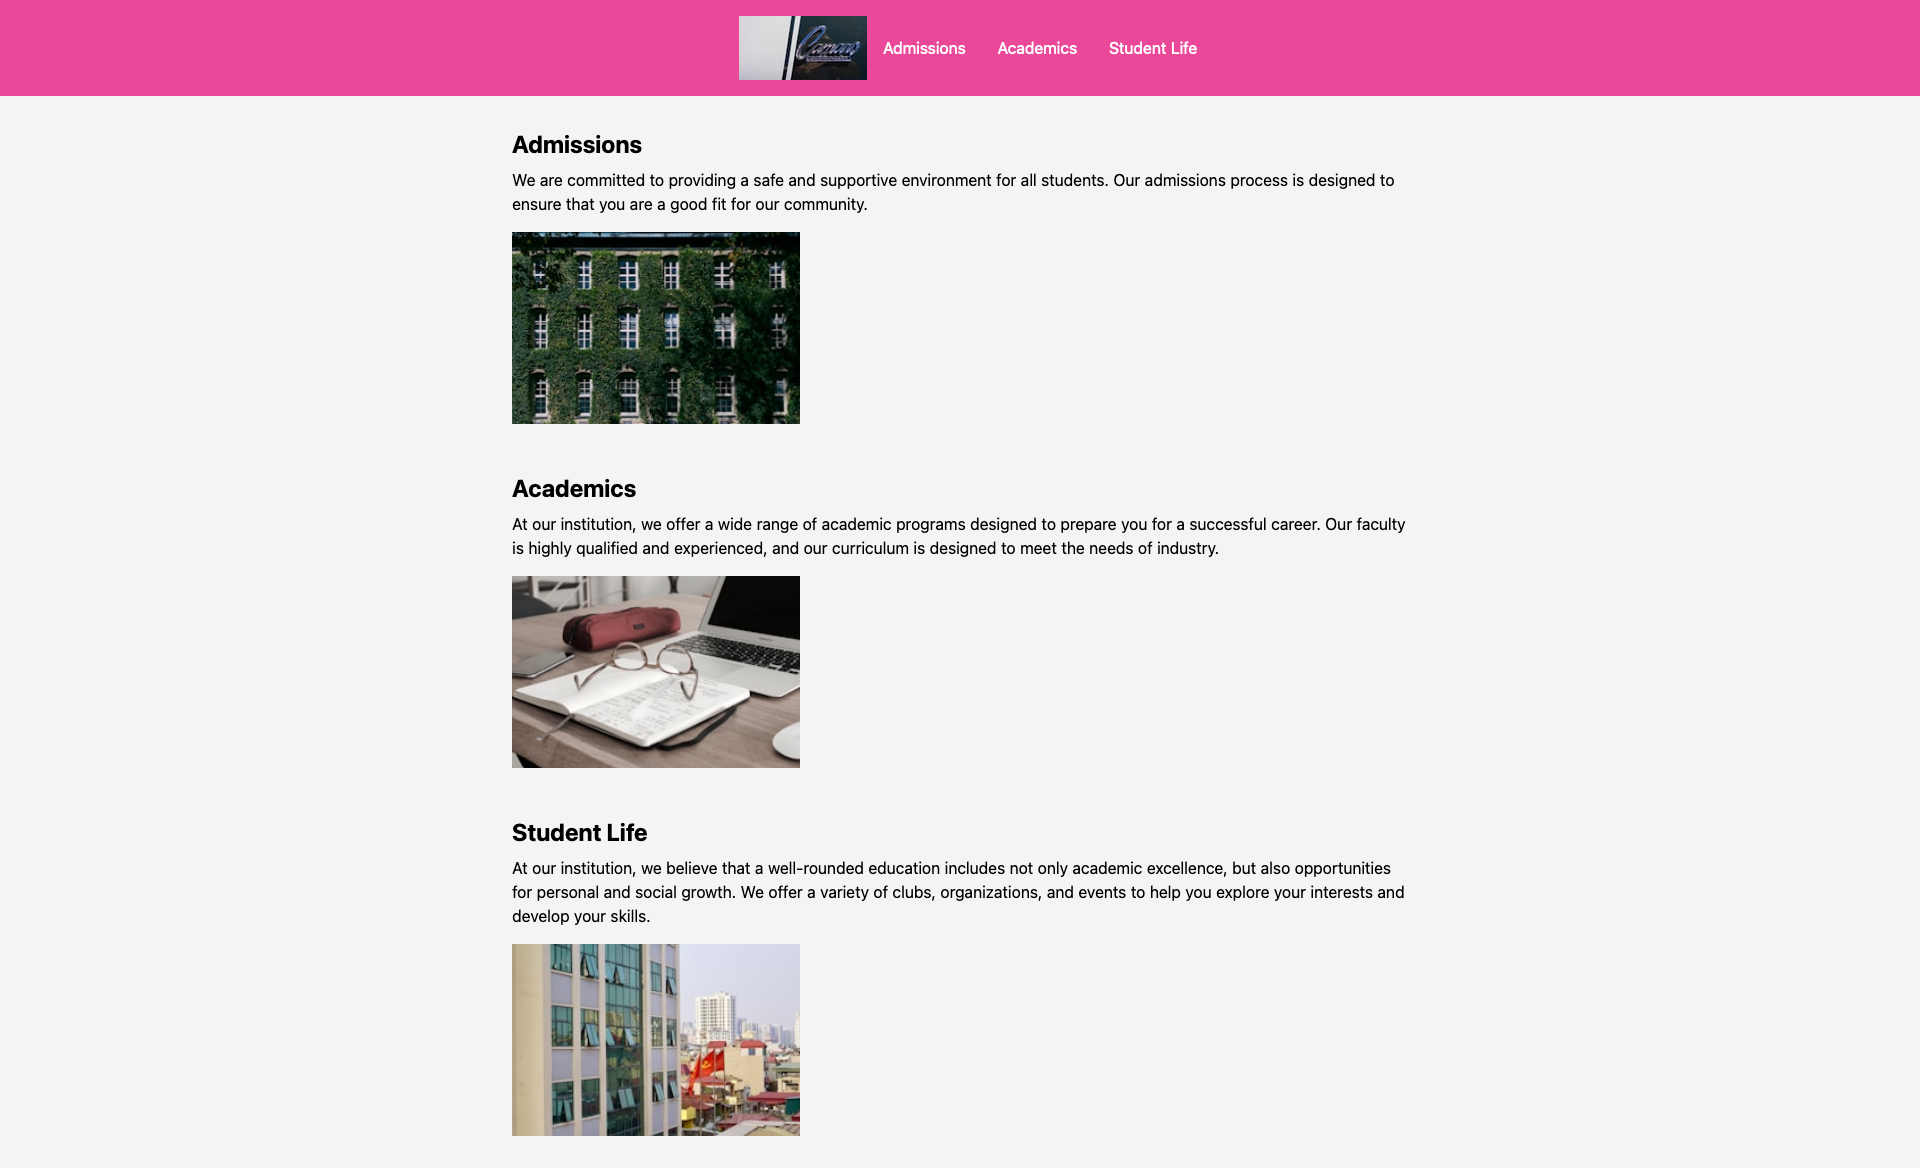 Camaro
Admissions
Academics
Student Life
Admissions
We are committed to providing a safe and supportive environment for all students. Our admissions process is designed to
ensure that you are a good fit for our community.
Academics
At our institution, we offer a wide range of academic programs designed to prepare you for a successful career. Our faculty
is highly qualified and experienced, and our curriculum is designed to meet the needs of industry.
Student Life
At our institution, we believe that a well-rounded education includes not only academic excellence, but also opportunities
for personal and social growth. We offer a variety of clubs, organizations, and events to help you explore your interests and
develop your skills.